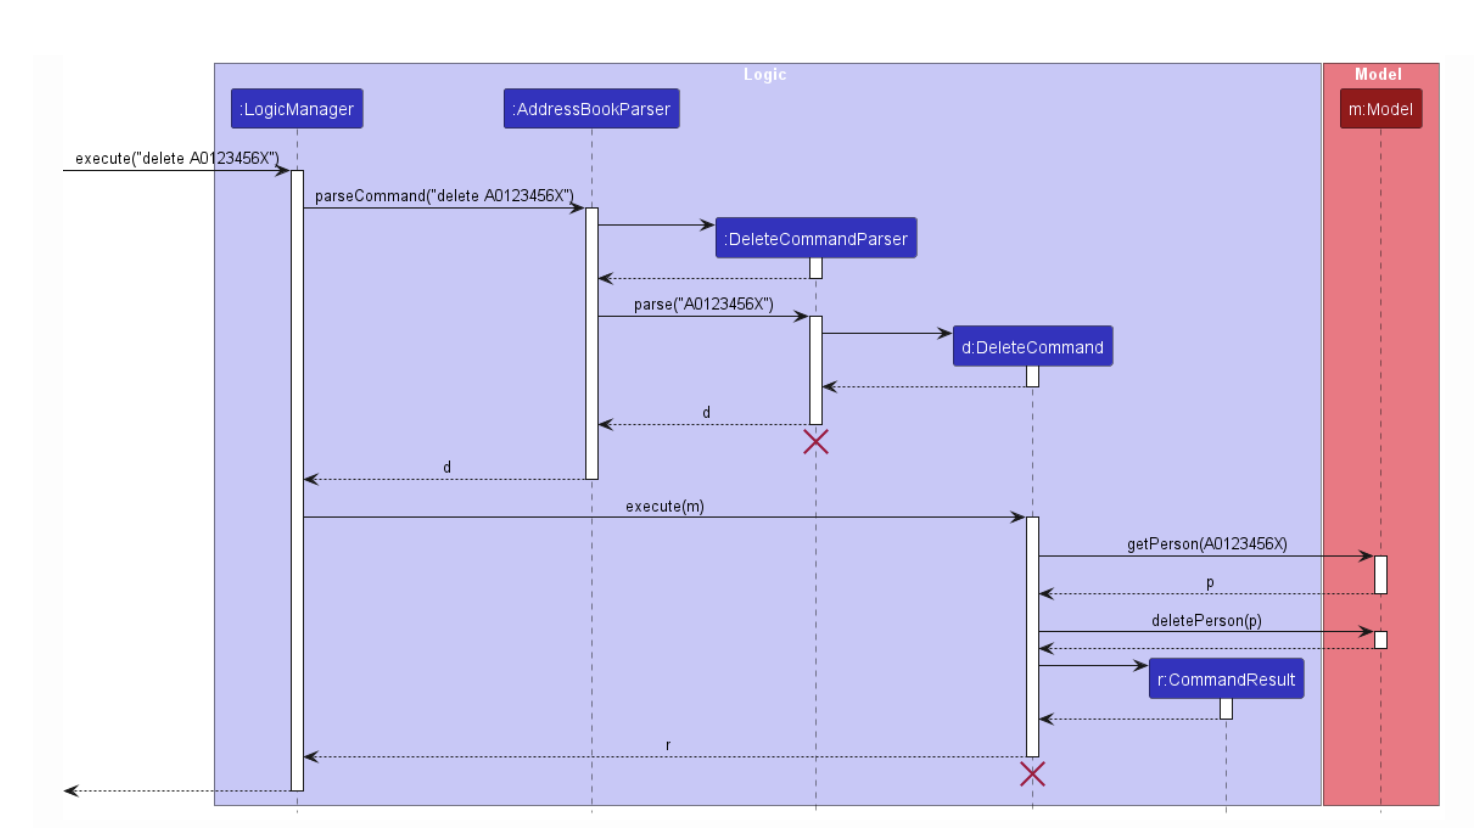 Logic
Model
:LogicManager
:AddressBookParser
m:Model
execute("delete A0123456X")
parseCommand("delete A0123456X")
:DeleteCommandParser
parse("A0123456X")
d:DeleteCommand
d
d
execute(m)
getPerson(A0123456X)
p
deletePerson(p)
r:CommandResult
r